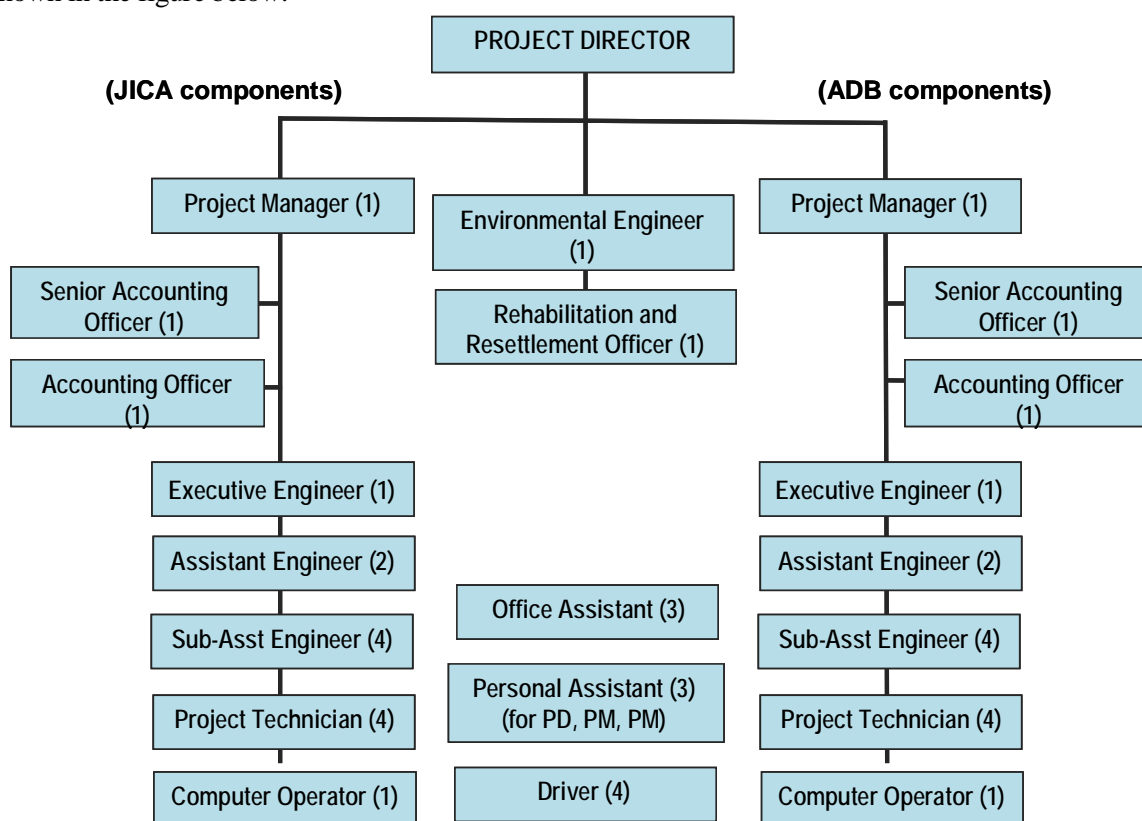 shown in the figure below.
PROJECT DIRECTOR
(JICA components)
(ADB components)
Project Manager (1)
Environmental Engineer
(1)
Project Manager (1)
Senior Accounting
Officer (1)
Rehabilitation and
Resettlement Officer (1)
Senior Accounting
Officer (1)
Accounting Officer
(1)
Accounting Officer
(1)
Executive Engineer (1)
Executive Engineer (1)
Assistant Engineer (2)
Assistant Engineer (2)
Office Assistant (3)
Sub-Asst Engineer (4)
Sub-Asst Engineer (4)
Personal Assistant (3)
(for PD, PM, PM)
Project Technician (4)
Project Technician (4)
Driver (4)
Computer Operator (1)
Computer Operator (1)